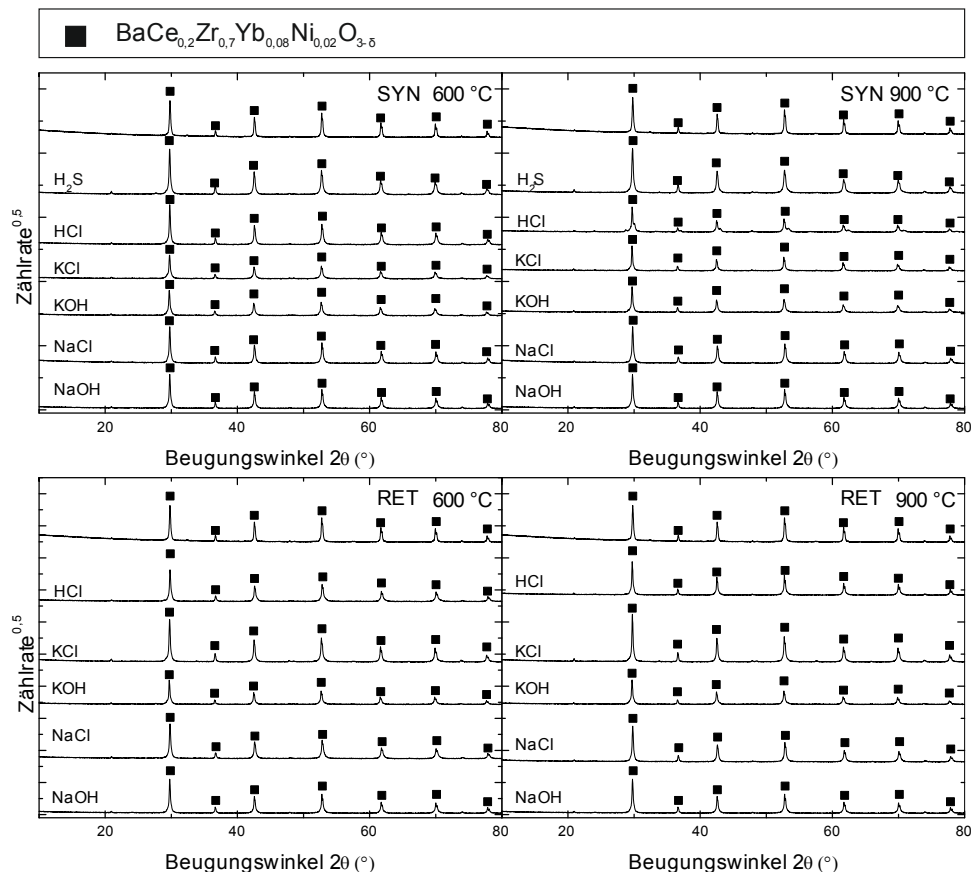 BaCe0,2Zr0,7Yb0,08Ni0,02O3-δ
SYN 600 °C
H2S
HCl
KCl
KOH
NaCl
NaOH
20 40 60 80
Beugungswinkel 2θ (°)
Zählrate0,5
SYN 900 °C
H2S
HCl
KCl
KOH
NaCl
NaOH
20 40 60 80
Beugungswinkel 2θ (°)
RET 600 °C
HCl
KCl
KOH
NaCl
NaOH
20 40 60 80
Beugungswinkel 2θ (°)
Zählrate0,5
RET 900 °C
HCl
KCl
KOH
NaCl
NaOH
20 40 60 80
Beugungswinkel 2θ (°)